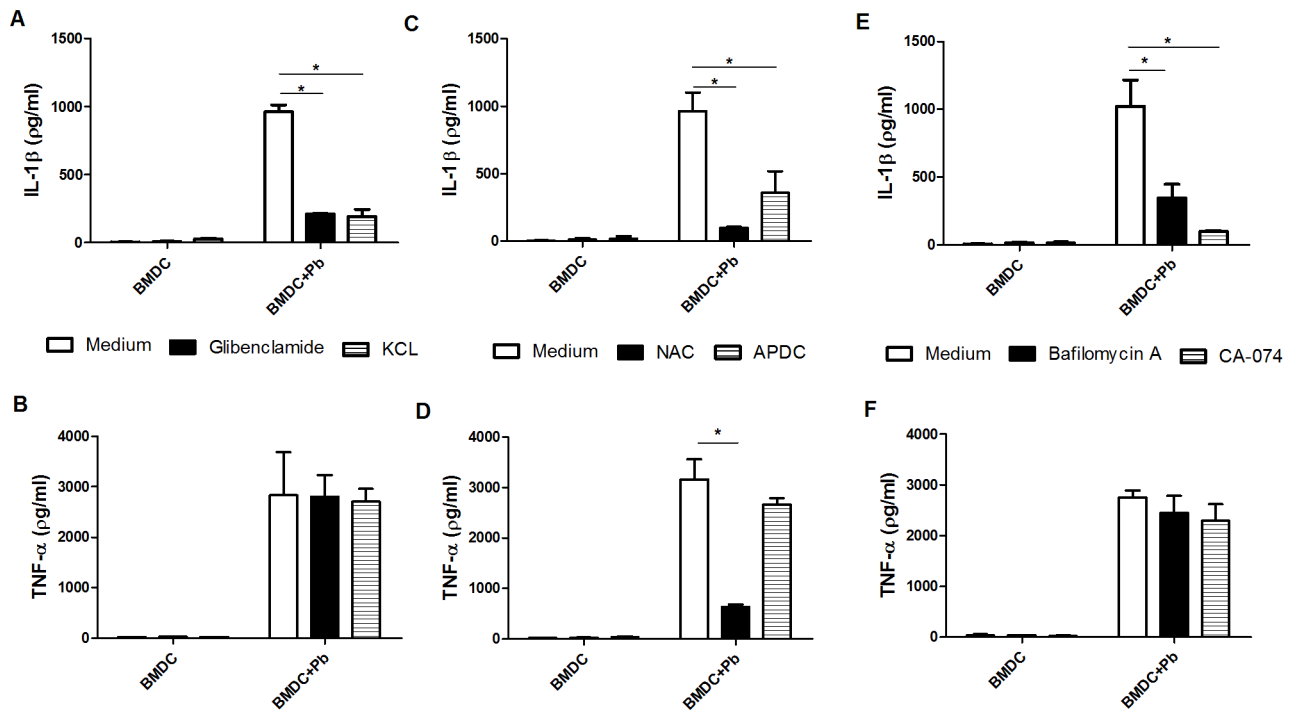 A
IL-1β (ρg/ml)
1500
1000
500
0
*
*
BMDC
BMDC+Pb
Medium Glibenclamide KCL
C
IL-1β (ρg/ml)
1500
1000
500
0
*
*
BMDC
BMDC+Pb
Medium NAC APDC
E
IL-1β (ρg/ml)
1500
1000
500
0
*
*
BMDC
BMDC+Pb
Medium Bafilomycin A CA-074
B
TNF-α (ρg/ml)
4000
3000
2000
1000
0
BMDC
BMDC+Pb
D
TNF-α (ρg/ml)
4000
3000
2000
1000
0
*
BMDC
BMDC+Pb
F
TNF-α (ρg/ml)
4000
3000
2000
1000
0
BMDC
BMDC+Pb